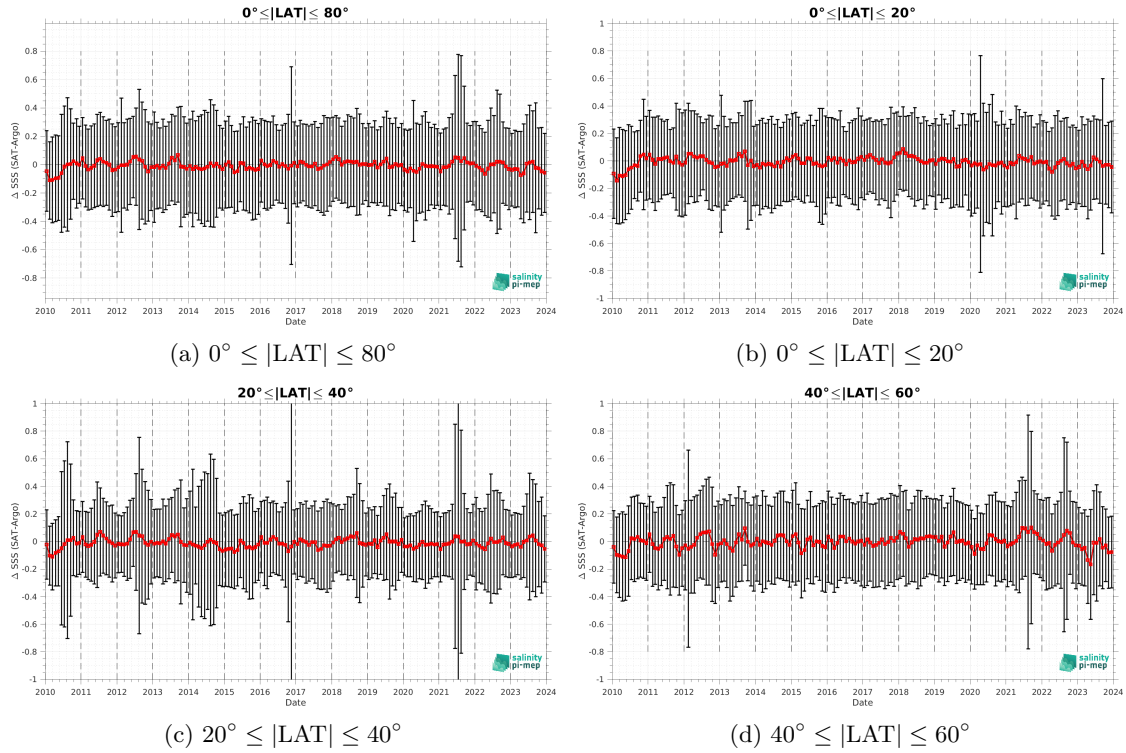 0°≤|LAT|≤ 80°
Δ SSS (SAT-Argo)
0.8
0.6
0.4
0.2
0
-0.2
-0.4
-0.6
-0.8
2010 2011 2012 2013 2014 2015 2016 2017 2018 2019 2020 2021 2022 2023 2024
Date
salinity
pi-mep
(a) 0° ≤ |LAT| ≤ 80°
0°≤|LAT|≤ 20°
Δ SSS (SAT-Argo)
1
0.8
0.6
0.4
0.2
0
-0.2
-0.4
-0.6
-0.8
-1
2010 2011 2012 2013 2014 2015 2016 2017 2018 2019 2020 2021 2022 2023 2024
Date
salinity
pi-mep
(b) 0° ≤ |LAT| ≤ 20°
20°≤|LAT|≤ 40°
Δ SSS (SAT-Argo)
1
0.8
0.6
0.4
0.2
0
-0.2
-0.4
-0.6
-0.8
-1
2010 2011 2012 2013 2014 2015 2016 2017 2018 2019 2020 2021 2022 2023 2024
Date
salinity
pi-mep
(c) 20° ≤ |LAT| ≤ 40°
40°≤|LAT|≤ 60°
Δ SSS (SAT-Argo)
1
0.8
0.6
0.4
0.2
0
-0.2
-0.4
-0.6
-0.8
-1
2010 2011 2012 2013 2014 2015 2016 2017 2018 2019 2020 2021 2022 2023 2024
Date
salinity
pi-mep
(d) 40° ≤ |LAT| ≤ 60°